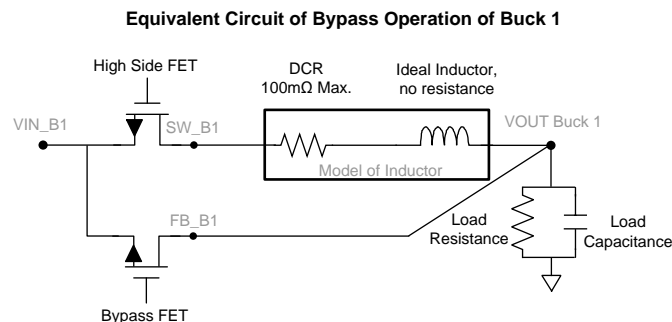 Equivalent Circuit of Bypass Operation of Buck 1
High Side FET
DCR
100mΩ Max.
Ideal Inductor,
no resistance
VIN_B1
SW_B1
VOUT Buck 1
Model of Inductor
FB_B1
Load
Resistance
Load
Capacitance
Bypass FET